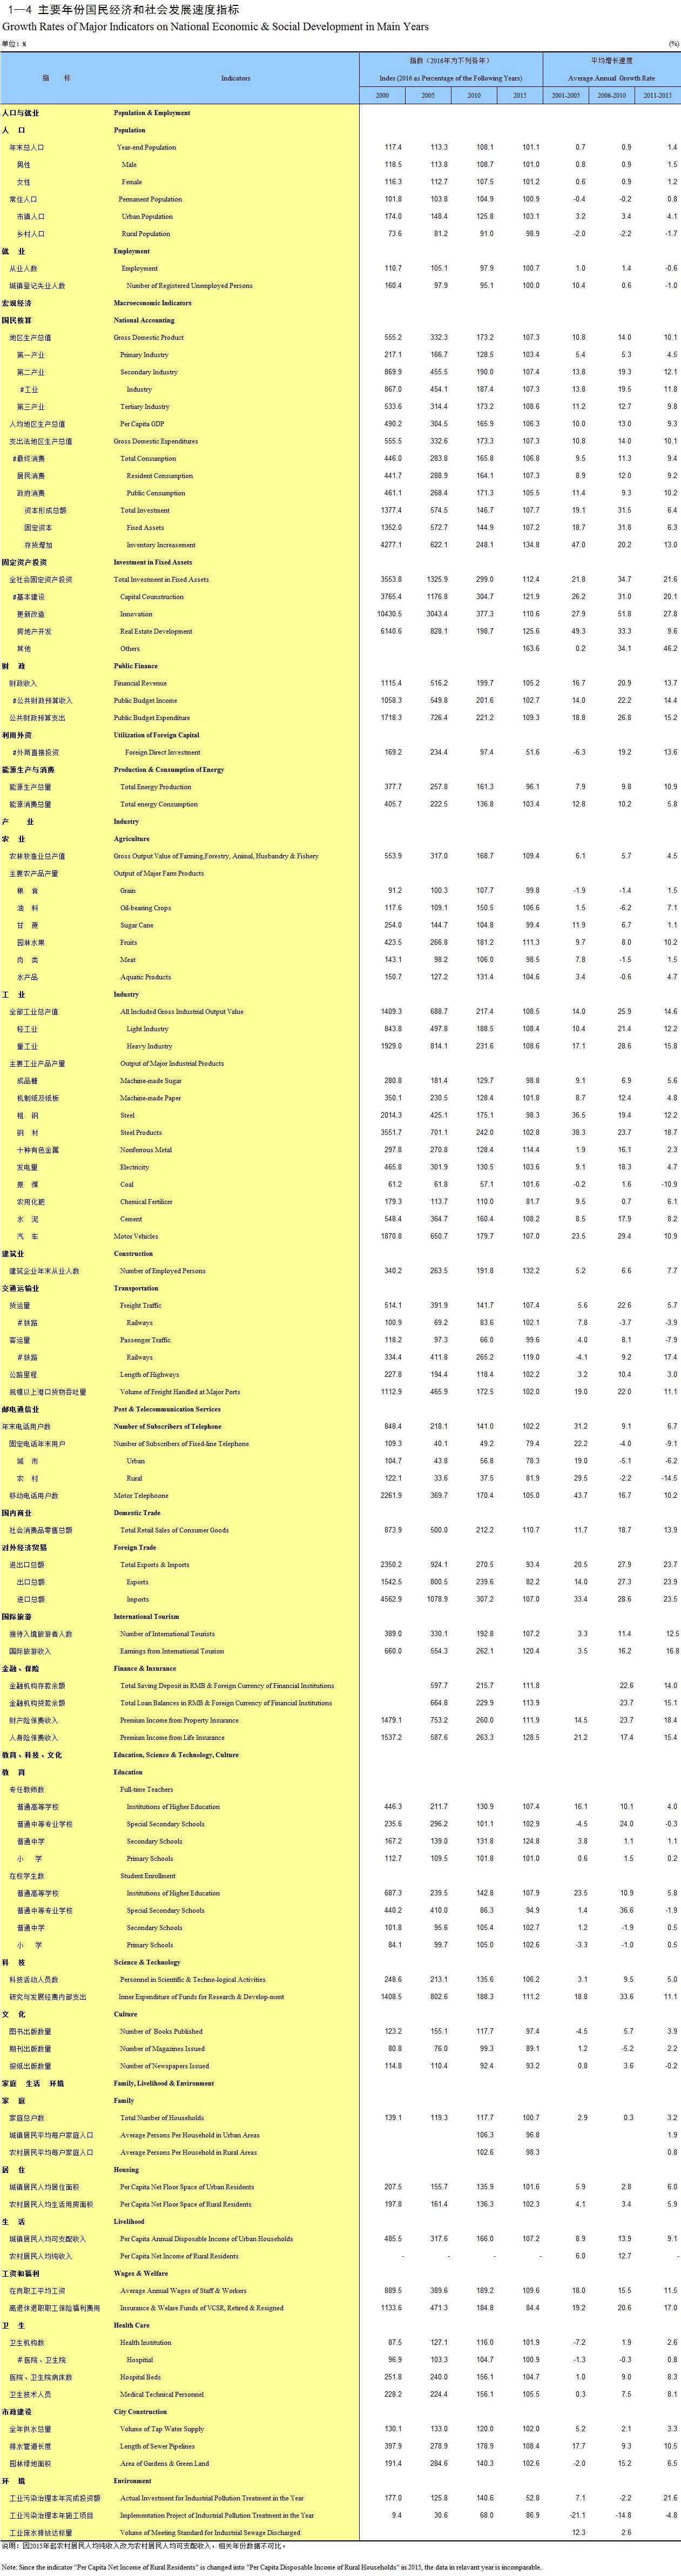 1—4 主要年份国民经济和社会发展速度指标
Growth Rates of Major Indicators on National Economic & Social Development in Main Years
单位：% (%)
指 标 Indicators 指数（2016年为下列各年） 平均增长速度
Index (2016 as Percentage of the Following Years) Average Annual Growth Rate
2000 2005 2010 2015 2001-2005 2006-2010 2011-2015
人口与就业 Population & Employment
人 口 Population
年末总人口 Year-end Population 117.4 113.3 108.1 101.1 0.7 0.9 1.4
男性 Male 118.5 113.8 108.7 101.0 0.8 0.9 1.5
女性 Female 116.3 112.7 107.5 101.2 0.6 0.9 1.2
常住人口 Permanent Population 101.8 103.8 104.9 100.9 -0.4 -0.2 0.8
市镇人口 Urban Population 174.0 148.4 125.8 103.1 3.2 3.4 4.1
乡村人口 Rural Population 73.6 81.2 91.0 98.9 -2.0 -2.2 -1.7
就 业 Employment
从业人数 Employment 110.7 105.1 97.9 100.7 1.0 1.4 -0.6
城镇登记失业人数 Number of Registered Unemployed Persons 160.4 97.9 95.1 100.0 10.4 0.6 -1.0
宏观经济 Macroeconomic Indicators
国民核算 National Accounting
地区生产总值 Gross Domestic Product 555.2 332.3 173.2 107.3 10.8 14.0 10.1
第一产业 Primary Industry 217.1 166.7 128.5 103.4 5.4 5.3 4.5
第二产业 Secondary Industry 869.9 455.5 190.0 107.4 13.8 19.3 12.1
#工业 Industry 867.0 454.1 187.4 107.3 13.8 19.5 11.8
第三产业 Tertiary Industry 533.6 314.4 173.2 108.6 11.2 12.7 9.8
人均地区生产总值 Per Capita GDP 490.2 304.5 165.9 106.3 10.0 13.0 9.3
支出法地区生产总值 Gross Domestic Expenditures 555.5 332.6 173.3 107.3 10.8 14.0 10.1
#最终消费 Total Consumption 446.0 283.8 165.8 106.8 9.5 11.3 9.4
居民消费 Resident Consumption 441.7 288.9 164.1 107.3 8.9 12.0 9.2
政府消费 Public Consumption 461.1 268.4 171.3 105.5 11.4 9.3 10.2
资本形成总额 Total Investment 1377.4 574.5 146.7 107.7 19.1 31.5 6.4
固定资本 Fixed Assets 1352.0 572.7 144.9 107.2 18.7 31.8 6.3
存货增加 Inventory Increasement 4277.1 622.1 248.1 134.8 47.0 20.2 13.0
固定资产投资 Investment in Fixed Assets
全社会固定资产投资 Total Investment in Fixed Assets 3553.8 1325.9 299.0 112.4 21.8 34.7 21.6
#基本建设 Capital Counstruction 3765.4 1176.8 304.7 121.9 26.2 31.0 20.1
更新改造 Innovation 10430.5 3043.4 377.3 110.6 27.9 51.8 27.8
房地产开发 Real Estate Development 6140.6 828.1 198.7 125.6 49.3 33.3 9.6
其他 Others 163.6 0.2 34.1 46.2
财 政 Public Finance
财政收入 Financial Revenue 1115.4 516.2 199.7 105.2 16.7 20.9 13.7
#公共财政预算收入 Public Budget Income 1058.3 549.8 201.6 102.7 14.0 22.2 14.4
公共财政预算支出 Public Budget Expenditure 1718.3 726.4 221.2 109.3 18.8 26.8 15.2
利用外资 Utilization of Foreign Capital
#外商直接投资 Foreign Direct Investment 169.2 234.4 97.4 51.6 -6.3 19.2 13.6
能源生产与消费 Production & Consumption of Energy
能源生产总量 Total Energy Production 377.7 257.8 161.3 96.1 7.9 9.8 10.9
能源消费总量 Total energy Consumption 405.7 222.5 136.8 103.4 12.8 10.2 5.8
产 业 Industry
农 业 Agriculture
农林牧渔业总产值 Gross Output Value of Farming,Forestry, Animal, Husbandry & Fishery 553.9 317.0 168.7 109.4 6.1 5.7 4.5
主要农产品产量 Output of Major Farm Products
粮 食 Grain 91.2 100.3 107.7 99.8 -1.9 -1.4 1.5
油 料 Oil-bearing Crops 117.6 109.1 150.5 106.6 1.5 -6.2 7.1
甘 蔗 Sugar Cane 254.0 144.7 104.8 99.4 11.9 6.7 1.1
园林水果 Fruits 423.5 266.8 181.2 111.3 9.7 8.0 10.2
肉 类 Meat 143.1 98.2 106.0 98.5 7.8 -1.5 1.5
水产品 Aquatic Products 150.7 127.2 131.4 104.6 3.4 -0.6 4.7
工 业 Industry
全部工业总产值 All Included Gross Industrial Output Value 1409.3 688.7 217.4 108.5 14.0 25.9 14.6
轻工业 Light Industry 843.8 497.8 188.5 108.4 10.4 21.4 12.2
重工业 Heavy Industry 1929.0 814.1 231.6 108.6 17.1 28.6 15.8
主要工业产品产量 Output of Major Industrial Products
成品糖 Machine-made Sugar 280.8 181.4 129.7 98.8 9.1 6.9 5.6
机制纸及纸板 Machine-made Paper 350.1 230.5 128.4 101.8 8.7 12.4 4.8
粗 钢 Steel 2014.3 425.1 175.1 98.3 36.5 19.4 12.2
钢 材 Steel Products 3551.7 701.1 242.0 102.8 38.3 23.7 18.7
十种有色金属 Nonferrous Metal 297.8 270.8 128.4 114.4 1.9 16.1 2.3
发电量 Electricity 465.8 301.9 130.5 103.6 9.1 18.3 4.7
原 煤 Coal 61.2 61.8 57.1 101.6 -0.2 1.6 -10.9
农用化肥 Chemical Fertilizer 179.3 113.7 110.0 81.7 9.5 0.7 6.1
水 泥 Cement 548.4 364.7 160.4 108.2 8.5 17.9 8.2
汽 车 Motor Vehicles 1870.8 650.7 179.7 107.0 23.5 29.4 10.9
建筑业 Construction
建筑企业年末从业人数 Number of Employed Persons 340.2 263.5 191.8 132.2 5.2 6.6 7.7
交通运输业 Transportation
货运量 Freight Traffic 514.1 391.9 141.7 107.4 5.6 22.6 5.7
#铁路 Railways 100.9 69.2 83.6 102.1 7.8 -3.7 -3.9
客运量 Passenger Traffic 118.2 97.3 66.0 99.6 4.0 8.1 -7.9
#铁路 Railways 334.4 411.8 265.2 119.0 -4.1 9.2 17.4
公路里程 Length of Highways 227.8 194.4 118.4 102.2 3.2 10.4 3.0
规模以上港口货物吞吐量 Volume of Freight Handled at Major Ports 1112.9 465.9 172.5 102.0 19.0 22.0 11.1
邮电通信业 Post & Telecommunication Services
年末电话用户数 Number of Subscribers of Telephone 848.4 218.1 141.0 102.2 31.2 9.1 6.7
固定电话年末用户 Number of Subscribers of Fixed-line Telephone 109.3 40.1 49.2 79.4 22.2 -4.0 -9.1
城 市 Urban 104.7 43.8 56.8 78.3 19.0 -5.1 -6.2
农 村 Rural 122.1 33.6 37.5 81.9 29.5 -2.2 -14.5
移动电话用户数 Motor Telephoone 2261.9 369.7 170.4 105.0 43.7 16.7 10.2
国内商业 Domestic Trade
社会消费品零售总额 Total Retail Sales of Consumer Goods 873.9 500.0 212.2 110.7 11.7 18.7 13.9
对外经济贸易 Foreign Trade
进出口总额 Total Exports & Imports 2350.2 924.1 270.5 93.4 20.5 27.9 23.7
出口总额 Exports 1542.5 800.5 239.6 82.2 14.0 27.3 23.9
进口总额 Imports 4562.9 1078.9 307.2 107.0 33.4 28.6 23.5
国际旅游 International Tourism
接待入境旅游者人数 Number of International Tourists 389.0 330.1 192.8 107.2 3.3 11.4 12.5
国际旅游收入 Earnings from International Tourism 660.0 554.3 262.1 120.4 3.5 16.2 16.8
金融、保险 Finance & Insurance
金融机构存款余额 Total Saving Deposit in RMB & Foreign Currency of Financial Institutions 597.7 215.7 111.8 22.6 14.0
金融机构贷款余额 Total Loan Balances in RMB & Foreign Currency of Financial Institutions 664.8 229.9 113.9 23.7 15.1
财产险保费收入 Premium Income from Property Insurance 1479.1 753.2 260.0 111.9 14.5 23.7 18.4
人身险保费收入 Premium Income from Life Insurance 1537.2 587.6 263.3 128.5 21.2 17.4 15.4
教育、科技、文化 Education, Science & Technology, Culture
教 育 Education
专任教师数 Full-time Teachers
普通高等学校 Institutions of Higher Education 446.3 211.7 130.9 107.4 16.1 10.1 4.0
普通中等专业学校 Special Secondary Schools 235.6 296.2 101.1 102.9 -4.5 24.0 -0.3
普通中学 Secondary Schools 167.2 139.0 131.8 124.8 3.8 1.1 1.1
小 学 Primary Schools 112.7 109.5 101.8 101.0 0.6 1.5 0.2
在校学生数 Student Enrollment
普通高等学校 Institutions of Higher Education 687.3 239.5 142.8 107.9 23.5 10.9 5.8
普通中等专业学校 Special Secondary Schools 440.2 410.0 86.3 94.9 1.4 36.6 -1.9
普通中学 Secondary Schools 101.8 95.6 105.4 102.7 1.2 -1.9 0.5
小 学 Primary Schools 84.1 99.7 105.0 102.6 -3.3 -1.0 0.5
科 技 Science & Technology
科技活动人员数 Personnel in Scientific & Techno-logical Activities 248.6 213.1 135.6 106.2 3.1 9.5 5.0
研究与发展经费内部支出 Inner Expenditure of Funds for Research & Develop-ment 1408.5 802.6 188.3 111.2 18.8 33.6 11.1
文 化 Culture
图书出版数量 Number of Books Published 123.2 155.1 117.7 97.4 -4.5 5.7 3.9
期刊出版数量 Number of Magazines Issued 80.8 76.0 99.3 89.1 1.2 -5.2 2.2
报纸出版数量 Number of Newspapers Issued 114.8 110.4 92.4 93.2 0.8 3.6 -0.2
家庭 生活 环境 Family, Livelihood & Environment
家 庭 Family
家庭总户数 Total Number of Households 139.1 119.3 117.7 100.7 2.9 0.3 3.2
城镇居民平均每户家庭人口 Average Persons Per Household in Urban Areas 106.3 96.8 1.9
农村居民平均每户家庭人口 Average Persons Per Household in Rural Areas 102.6 98.3 0.8
居 住 Housing
城镇居民人均居住面积 Per Capita Net Floor Space of Urban Residents 207.5 155.7 135.9 101.6 5.9 2.8 6.0
农村居民人均生活用房面积 Per Capita Net Floor Space of Rural Residents 197.8 161.4 136.3 102.3 4.1 3.4 5.9
生 活 Livelihood
城镇居民人均可支配收入 Per Capita Annual Disposable Income of Urban Households 485.5 317.6 166.0 107.2 8.9 13.9 9.1
农村居民人均纯收入 Per Capita Net Income of Rural Residents - - - - 6.0 12.7 -
工资和福利 Wages & Welfare
在岗职工平均工资 Average Annual Wages of Staff & Workers 889.5 389.6 189.2 109.6 18.0 15.5 11.5
离退休退职职工保险福利费用 Insurance & Welare Funds of VCSR, Retired & Resigned 1133.6 471.3 184.8 84.4 19.2 20.6 17.0
卫 生 Health Care
卫生机构数 Health Institution 87.5 127.1 116.0 101.9 -7.2 1.9 2.6
#医院、卫生院 Hospitial 96.9 103.3 104.7 100.9 -1.3 -0.3 0.8
医院、卫生院病床数 Hospital Beds 251.8 240.0 156.1 104.7 1.0 9.0 8.3
卫生技术人员 Medical Technical Personnel 228.2 224.4 156.1 105.5 0.3 7.5 8.1
市政建设 City Construction
全年供水总量 Volume of Tap Water Supply 130.1 133.0 120.0 102.0 5.2 2.1 3.3
排水管道长度 Length of Sewer Pipelines 397.9 278.9 178.9 108.4 17.7 9.3 10.5
园林绿地面积 Area of Gardens & Green Land 191.4 284.6 140.3 102.6 -2.0 15.2 6.5
环 境 Environment
工业污染治理本年完成投资额 Actual Investment for Industrial Pollution Treatment in the Year 177.0 125.8 140.6 52.8 7.1 -2.2 21.6
工业污染治理本年施工项目 Implementation Project of Industrial Pollution Treatment in the Year 9.4 30.6 68.0 86.9 -21.1 -14.8 -4.8
工业废水排放达标量 Volume of Meeting Standard for Industrial Sewage Discharged 12.3 2.6
说明：因2015年起农村居民人均纯收入改为农村居民人均可支配收入，相关年份数据不可比。
Note: Since the indicator "Per Capita Net Income of Rural Residents" is changed into "Per Capita Disposable Income of Rural Households" in 2015, the data in relavant year is incomparable.